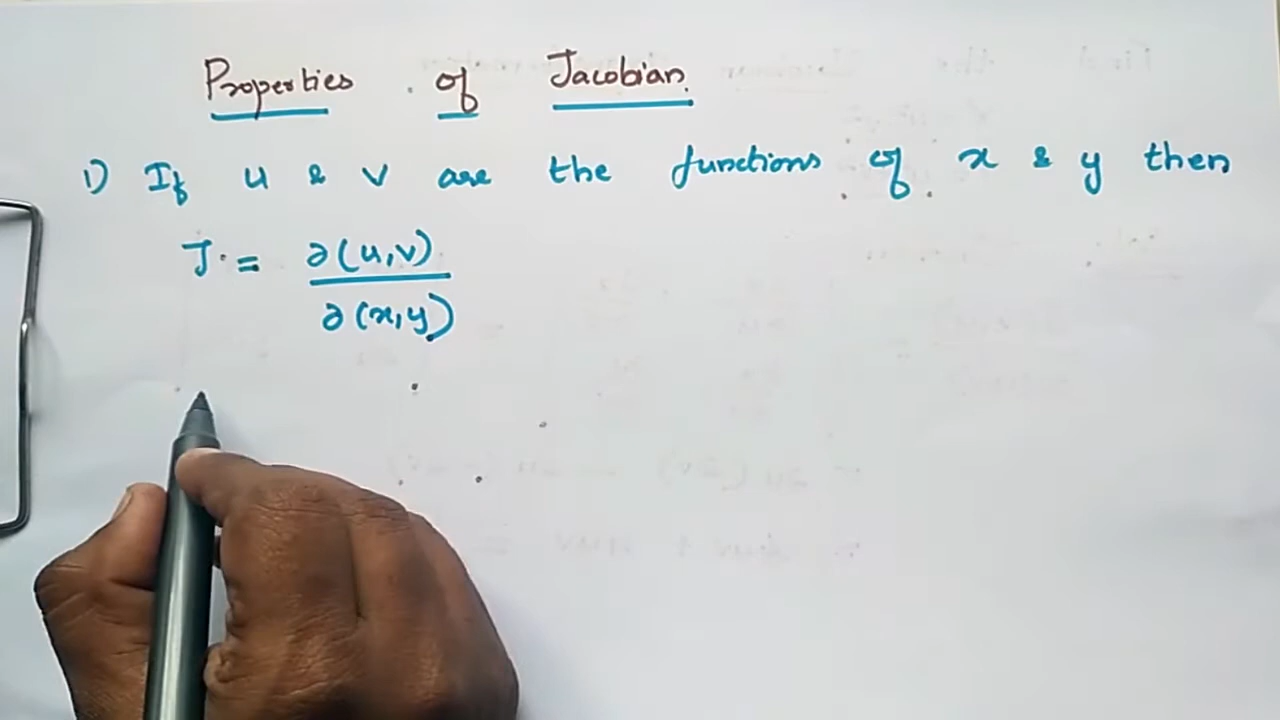 Properties of Jacobian.
1) If u & v are the functions of x & y then
J = ∂(u,v)
∂(x,y)